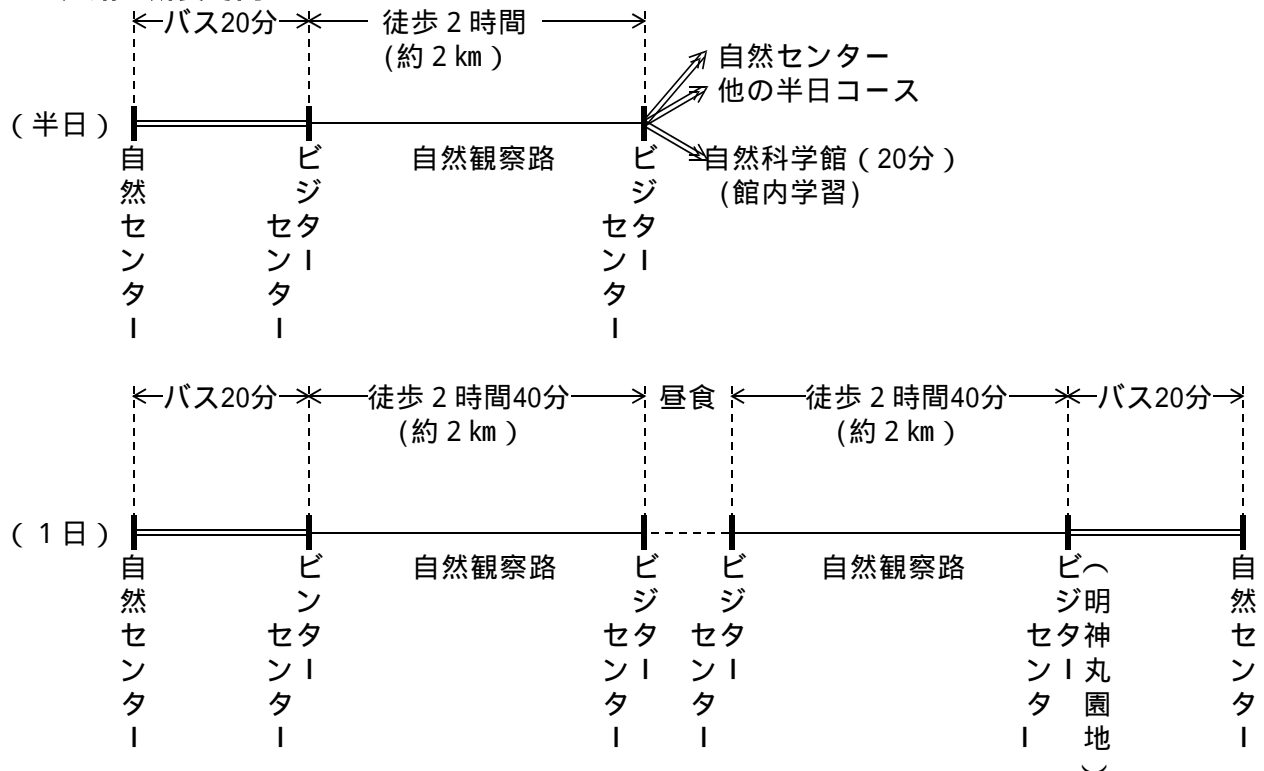 バス20分
徒歩2時間
(約2㎞)
自然センター
他の半日コース
(半日)
自然観察路
自然科学館(20分)
(館内学習)
自然センター
ビジターセンター
ビジターセンター
バス20分
徒歩2時間40分
昼食
徒歩2時間40分
バス20分
(約2㎞)
(約2㎞)
(1日)
自然観察路
自然観察路
自然センター
ビンターセンター
ビジターセンター
ビジターセンター
ビジターセンター
(明神丸園地)
自然センター